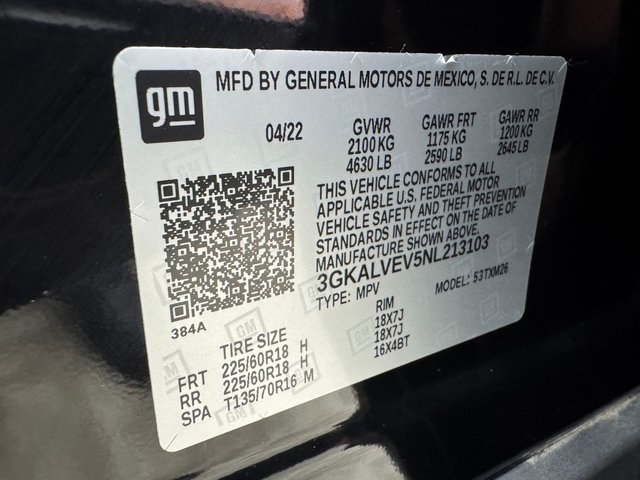 gm
MFD BY GENERAL MOTORS DE MEXICO, S. DE R.L. DE C.V.
04/22
GVWR
2100 KG
4630 LB
GAWR FRT
1175 KG
2590 LB
GAWR RR
1200 KG
2645 LB
THIS VEHICLE CONFORMS TO ALL
APPLICABLE U.S. FEDERAL MOTOR
VEHICLE SAFETY AND THEFT PREVENTION
STANDARDS IN EFFECT ON THE DATE OF
MANUFACTURE SHOWN ABOVE.
3GKALVEV5NL213103
TYPE: MPV
MODEL: 53TXM26
384A
TIRE SIZE
RIM
FRT 225/60R18 H 18X7J
RR 225/60R18 H 18X7J
SPA T135/70R16 M 16X4BT